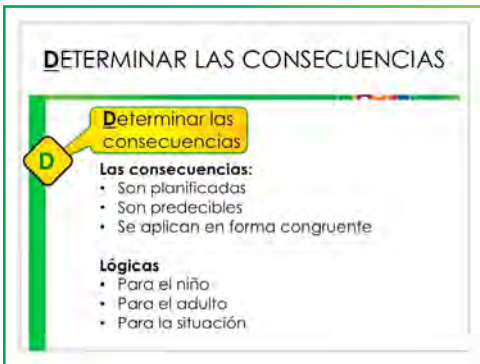 DETERMINAR LAS CONSECUENCIAS
Determinar las
consecuencias
D
Las consecuencias:
• Son planificadas
• Son predecibles
• Se aplican en forma congruente
Lógicas
• Para el niño
• Para el adulto
• Para la situación